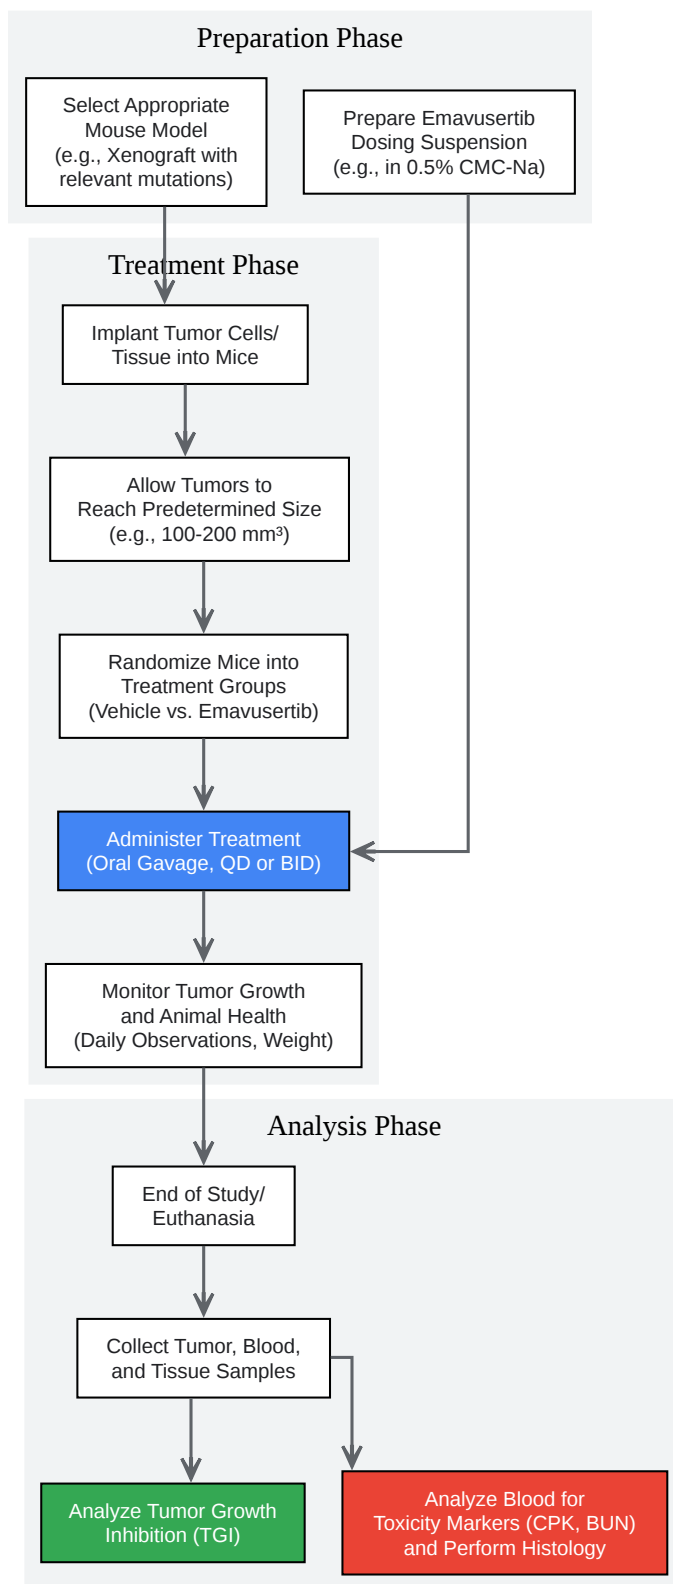 Preparation Phase
Select Appropriate
Mouse Model
(e.g., Xenograft with
relevant mutations)
Prepare Emavusertib
Dosing Suspension
(e.g., in 0.5% CMC-Na)
Treatment Phase
Implant Tumor Cells/
Tissue into Mice
Allow Tumors to
Reach Predetermined Size
(e.g., 100-200 mm³)
Randomize Mice into
Treatment Groups
(Vehicle vs. Emavusertib)
Administer Treatment
(Oral Gavage, QD or BID)
Monitor Tumor Growth
and Animal Health
(Daily Observations, Weight)
Analysis Phase
End of Study/
Euthanasia
Collect Tumor, Blood,
and Tissue Samples
Analyze Tumor Growth
Inhibition (TGI)
Analyze Blood for
Toxicity Markers (CPK, BUN)
and Perform Histology